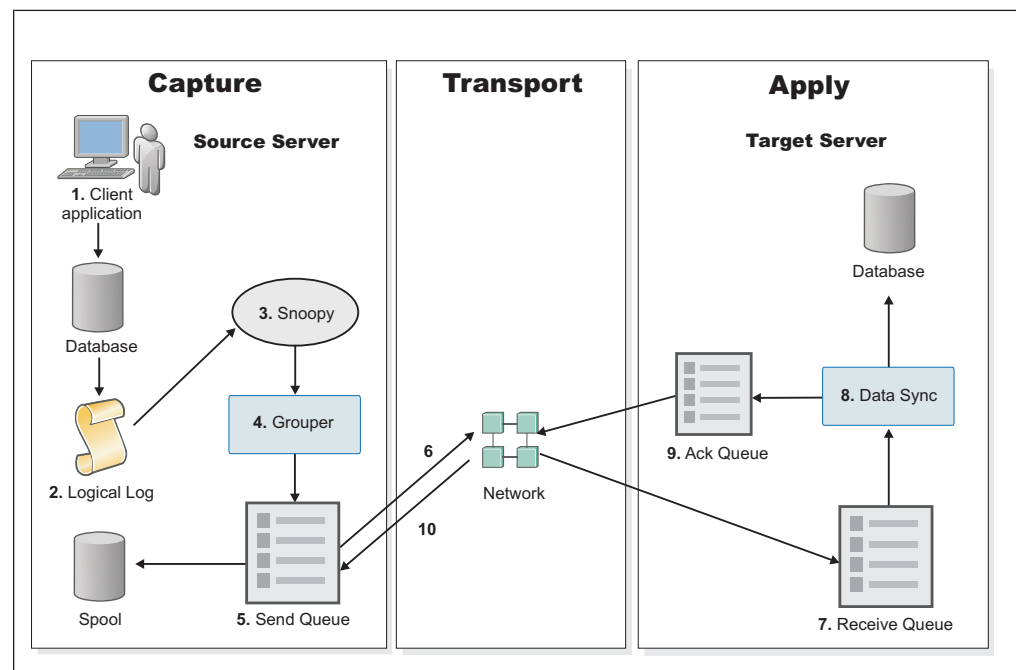 Capture
Source Server
1. Client
application
Database
2. Logical Log
3. Snoopy
4. Grouper
5. Send Queue
Spool
Transport
6
10
Network
Apply
Target Server
Database
8. Data Sync
9. Ack Queue
7. Receive Queue